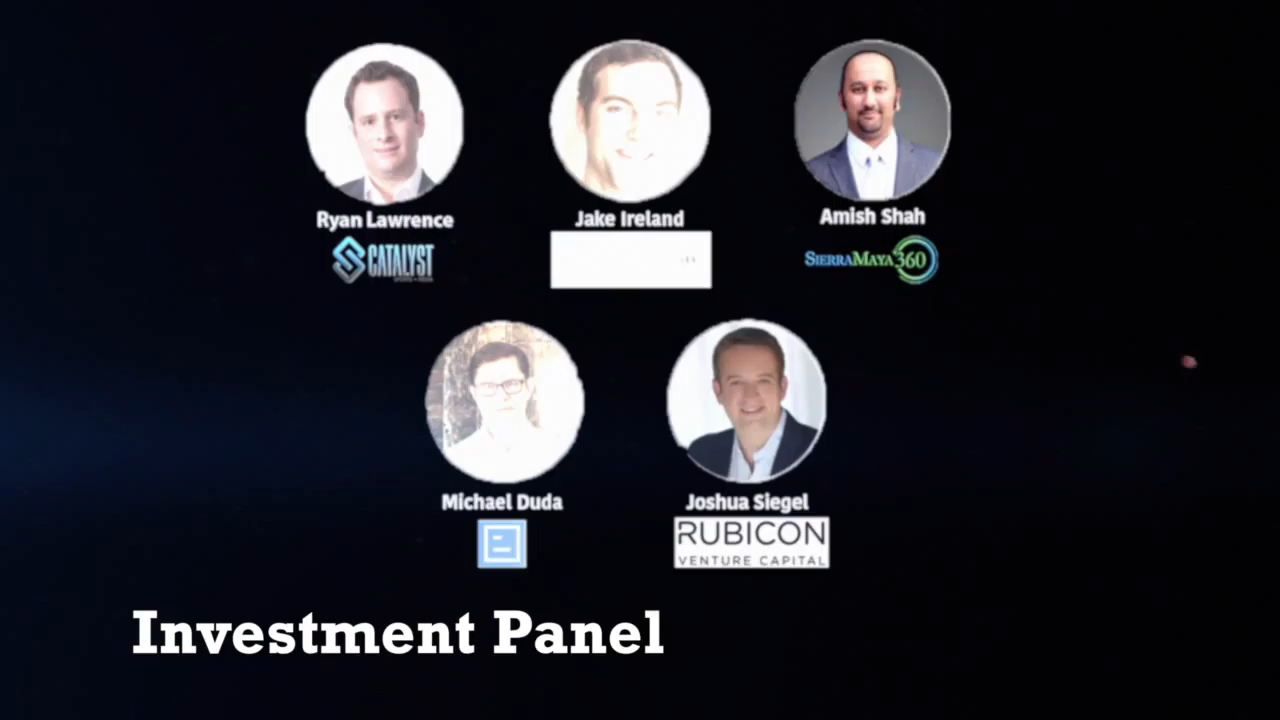 Ryan Lawrence
Jake Ireland
Amish Shah
CATALYST
SIERRAMAYA360
Michael Duda
Joshua Siegel
RUBICON
VENTURE CAPITAL
Investment Panel